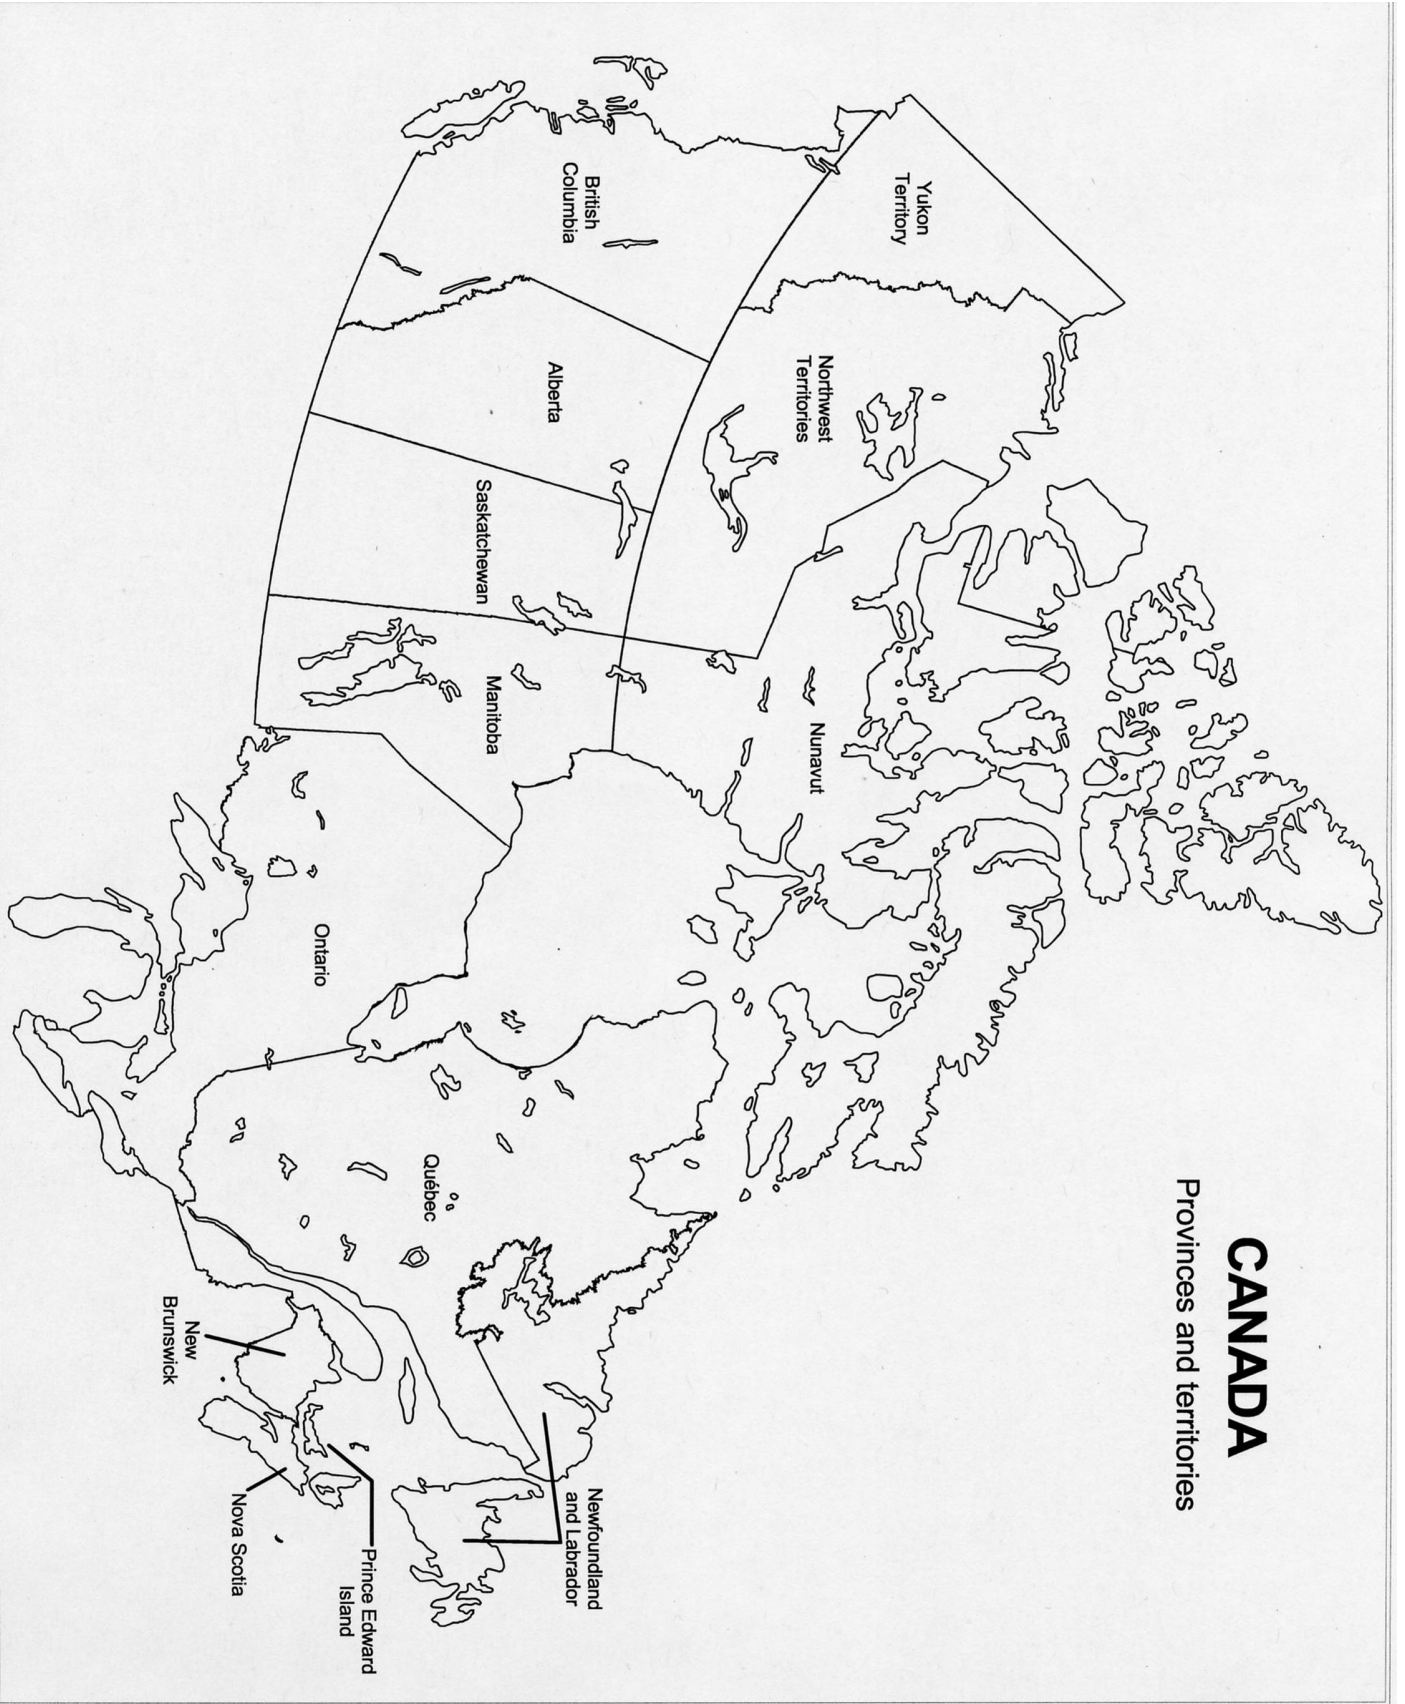 CANADA
Provinces and territories
Yukon
Territory
Northwest
Territories
Nunavut
British
Columbia
Alberta
Saskatchewan
Manitoba
Ontario
Québec
Newfoundland
and Labrador
New
Brunswick
Prince Edward
Island
Nova Scotia